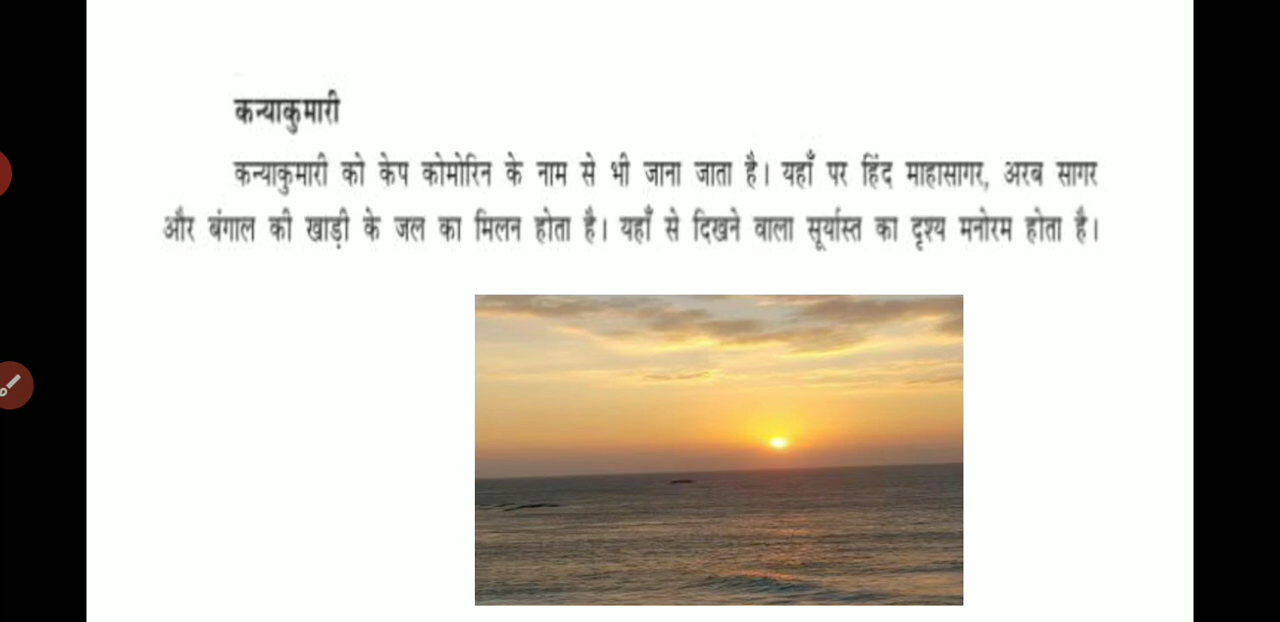 कन्याकुमारी
कन्याकुमारी को केप कोमोरिन के नाम से भी जाना जाता है। यहाँ पर हिंद माहासागर, अरब सागर
और बंगाल की खाड़ी के जल का मिलन होता है। यहाँ से दिखने वाला सूर्यास्त का दृश्य मनोरम होता है।